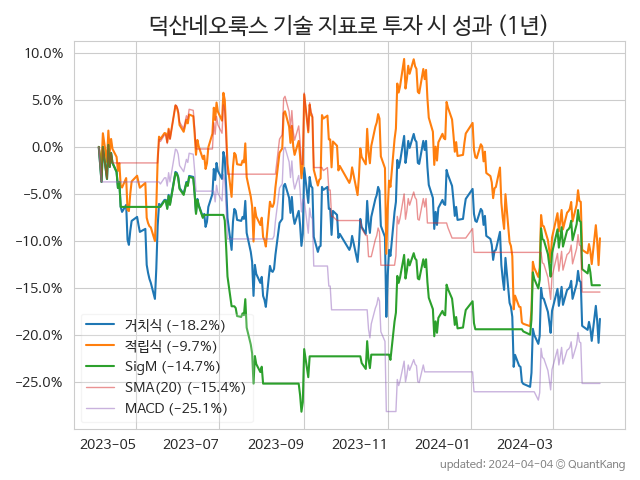 덕산네오룩스 기술 지표로 투자 시 성과 (1년)
10.0%
5.0%
0.0%
−5.0%
−10.0%
−15.0%
−20.0%
−25.0%
거치식 (−18.2%)
적립식 (−9.7%)
SigM (−14.7%)
SMA(20) (−15.4%)
MACD (−25.1%)
2023−05 2023−07 2023−09 2023−11 2024−01 2024−03
updated: 2024−04−04 © QuantKang